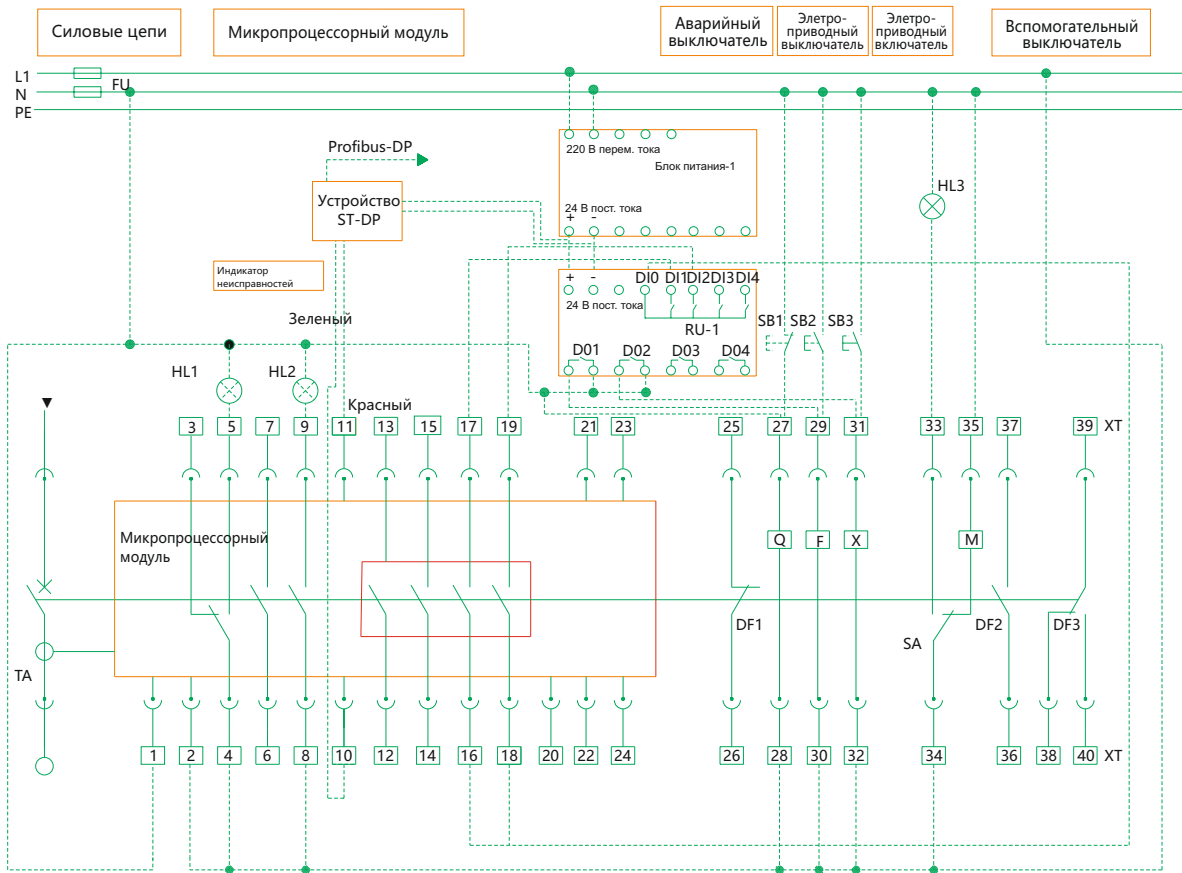 Силовые цепи
Микропроцессорный модуль
Аварийный
выключатель
Элетро-
приводный
выключатель
Элетро-
приводный
включатель
Вспомогательный
выключатель
L1
FU
N
PE
220 В перем. тока
Блок питания-1
24 В пост. тока
+ -
Profibus-DP
Устройство
ST-DP
HL3
Индикатор
неисправностей
+ - DI0 DI1 DI2 DI3 DI4
24 В пост. тока
RU-1
D01 D02 D03 D04
SB1 SB2 SB3
Зеленый
HL1 HL2
Красный
3 5 7 9 11 13 15 17 19 21 23 25 27 29 31 33 35 37 39 XT
Микропроцессорный
модуль
Q F X M
DF1 SA DF2 DF3
TA
1 2 4 6 8 10 12 14 16 18 20 22 24 26 28 30 32 34 36 38 40 XT